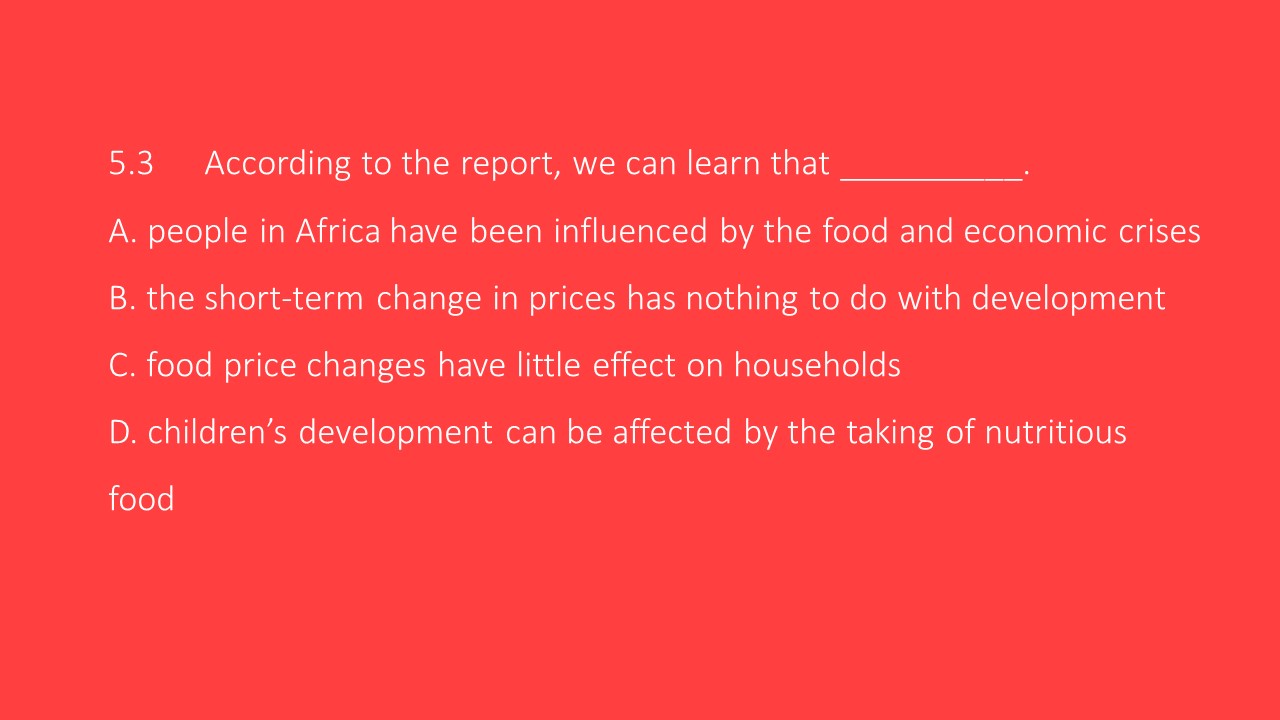 5.3 According to the report, we can learn that __________.
A. people in Africa have been influenced by the food and economic crises
B. the short-term change in prices has nothing to do with development
C. food price changes have little effect on households
D. children’s development can be affected by the taking of nutritious
food